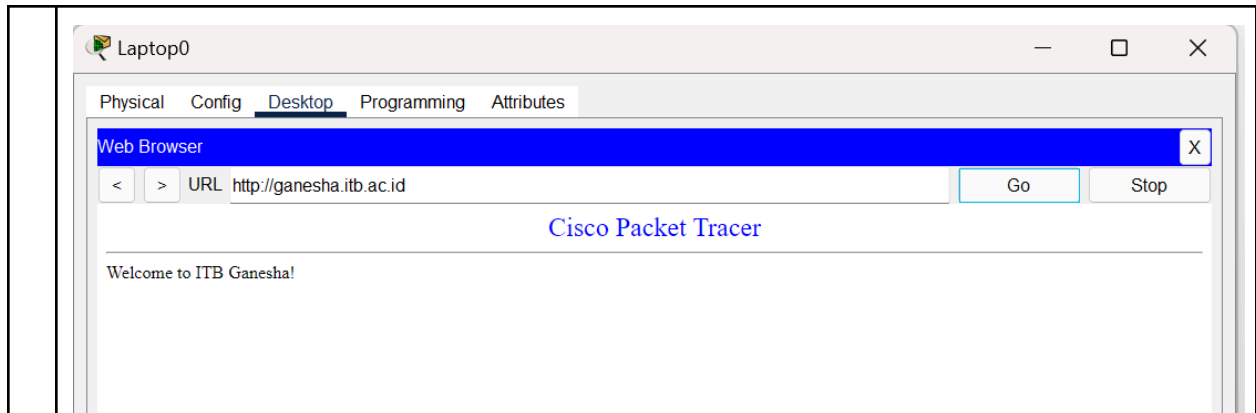 Laptop0
Physical Config Desktop Programming Attributes
Web Browser X
< > URL http://ganesha.itb.ac.id Go Stop
Cisco Packet Tracer
Welcome to ITB Ganesha!